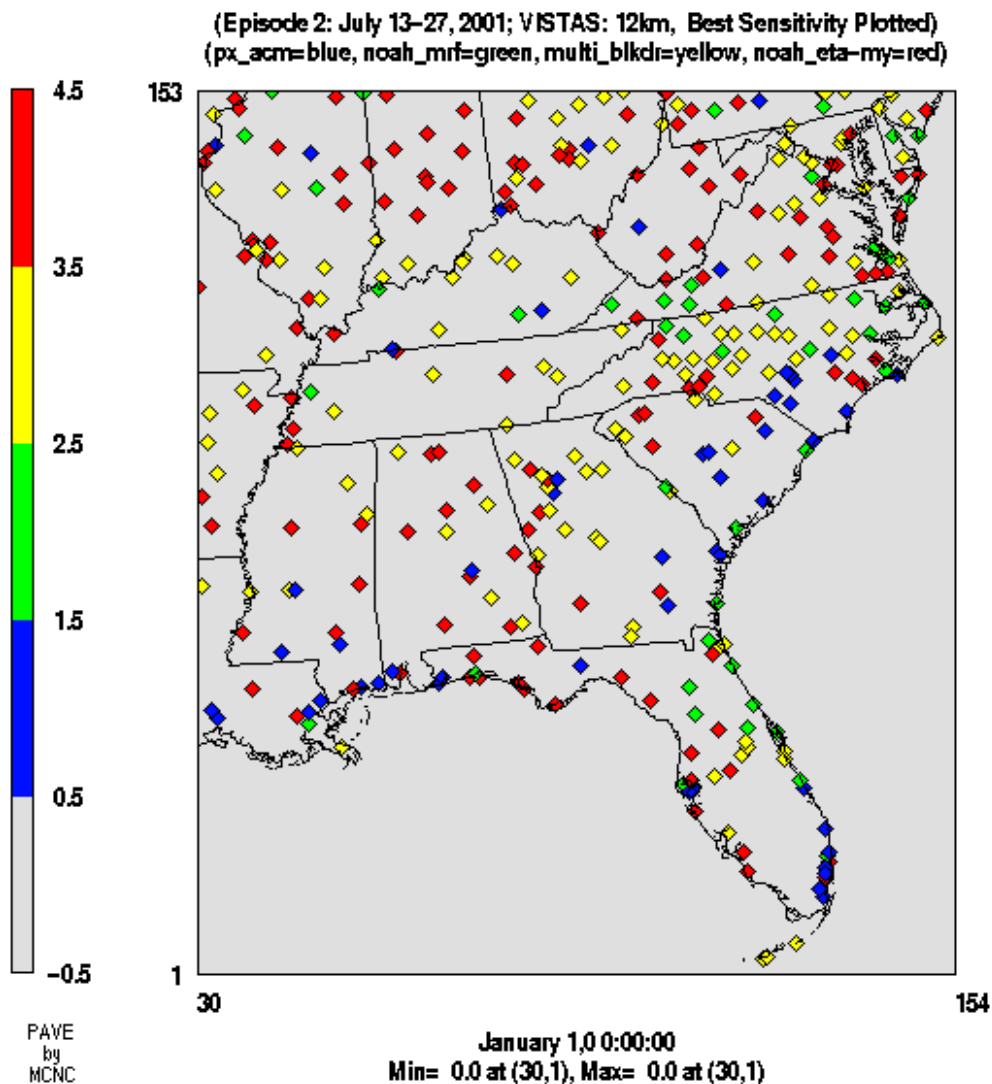 (Episode 2: July 13–27, 2001; VISTAS: 12km, Best Sensitivity Plotted)
(px_acm=blue, noah_mrf=green, multi_blkdr=yellow, noah_eta–my=red)
4.5
3.5
2.5
1.5
0.5
−0.5
153
1
30
154
PAVE
by
MCNC
January 1,0 0:00:00
Min= 0.0 at (30,1), Max= 0.0 at (30,1)